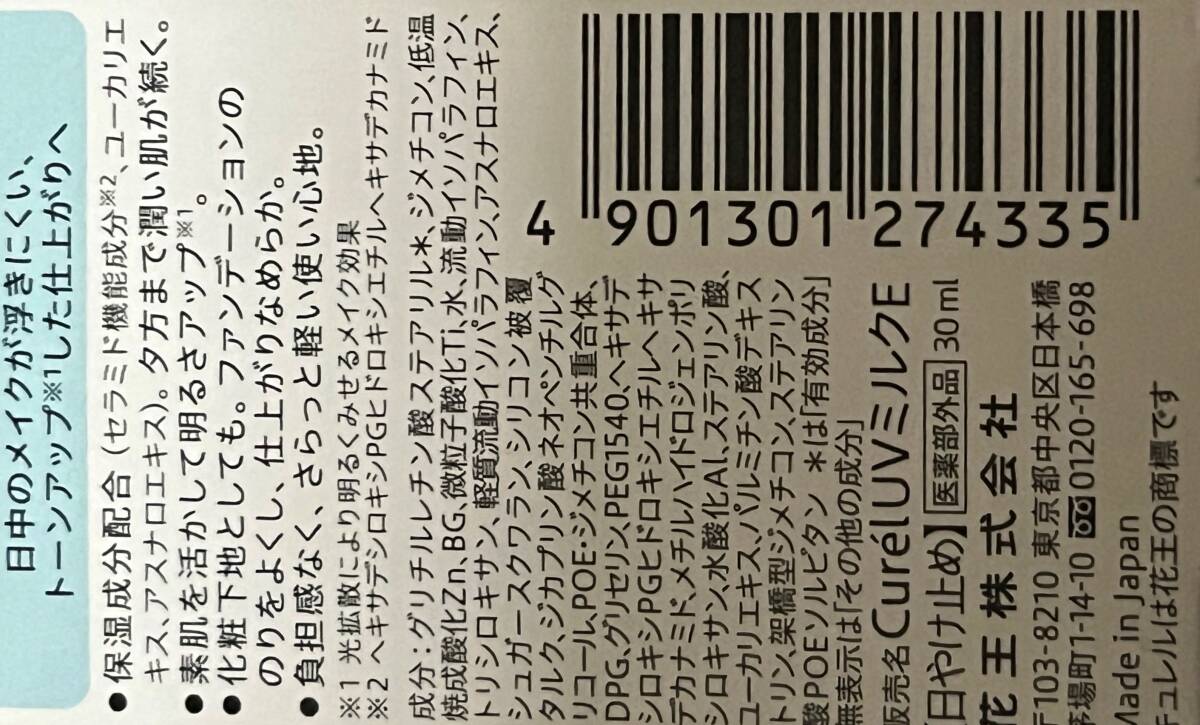 日中のメイクが浮きにくい、
トーンアップ※1した仕上がりへ
●保湿成分配合(セラミド機能成分※2、ユーカリエ
キス、アスナロエキス)。夕方まで潤い肌が続く。
●素肌を活かして明るさアップ※1。
●化粧下地としても。ファンデーションの
のりをよくし、仕上がりなめらか。
●負担感なく、さらっと軽い使い心地。
※1 光拡散により明るくみせるメイク効果
※2 ヘキサデシロキシPGヒドロキシエチルヘキサデカナミド
成分:グリチルレチン酸ステアリル*、ジメチコン、低温
焼成酸化Zn、BG、微粒子酸化Ti、水、流動イソパラフィン、
トリシロキサン、軽質流動イソパラフィン、アスナロエキス、
シュガースクワラン、シリコン被覆
タルク、ジカプリン酸ネオペンチルグ
リコール、POE・ジメチコン共重合体、
DPG、グリセリン、PEG1540、ヘキサデ
シロキシPGヒドロキシエチルヘキサ
デカナミド、メチルハイドロジェンポリ
シロキサン、水酸化Al、ステアリン酸、
ユーカリエキス、パルミチン酸デキス
トリン、架橋型ジメチコン、ステアリン
酸POEソルビタン *は「有効成分」
無表示は「その他の成分」
販売名 CurélUVミルクE
【日やけ止め】 医薬部外品 30ml
花王株式会社
〒103-8210 東京都中央区日本橋
茅場町1-14-10 0120-165-698
Made in Japan
キュレルは花王の商標です
4 901301 274335